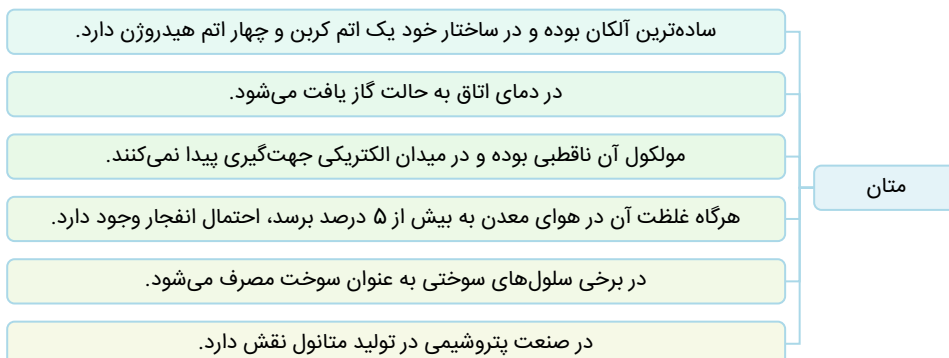 متان
ساده‌ترین آلکان بوده و در ساختار خود یک اتم کربن و چهار اتم هیدروژن دارد.
در دمای اتاق به حالت گاز یافت می‌شود.
مولکول آن ناقطبی بوده و در میدان الکتریکی جهت‌گیری پیدا نمی‌کنند.
هرگاه غلظت آن در هوای معدن به بیش از ۵ درصد برسد، احتمال انفجار وجود دارد.
در برخی سلول‌های سوختی به عنوان سوخت مصرف می‌شود.
در صنعت پتروشیمی در تولید متانول نقش دارد.